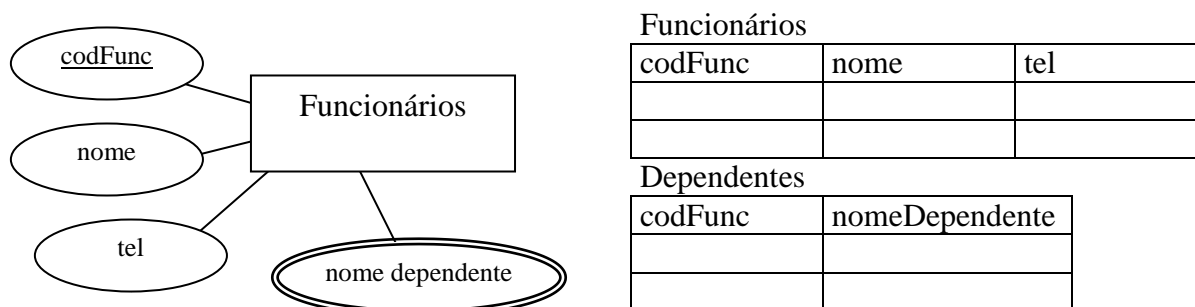 codFunc
Funcionários
nome
tel
nome dependente
Funcionários
codFunc nome tel
Dependentes
codFunc nomeDependente